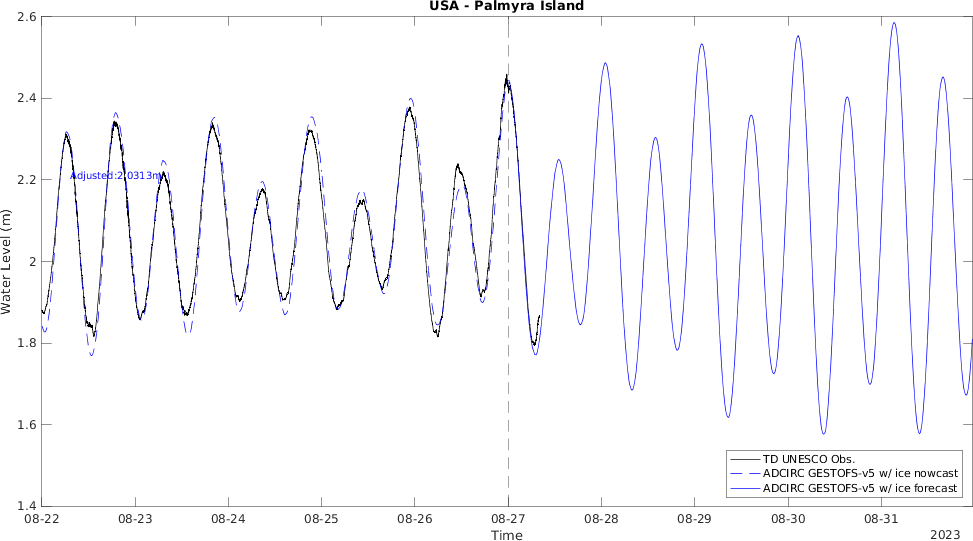 USA - Palmyra Island
2.6
2.4
2.2
2
1.8
1.6
1.4
Water Level (m)
Adjusted:2.0313m
TD UNESCO Obs.
ADCIRC GESTOFS-v5 w/ ice nowcast
ADCIRC GESTOFS-v5 w/ ice forecast
08-22 08-23 08-24 08-25 08-26 08-27 08-28 08-29 08-30 08-31
Time
2023